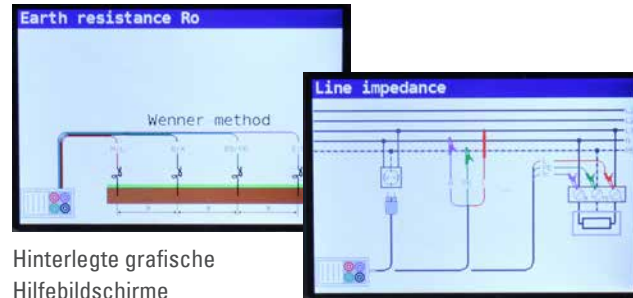 Earth resistance Ro
Wenner method
Line impedance
Hinterlegte grafische
Hilfebildschirme